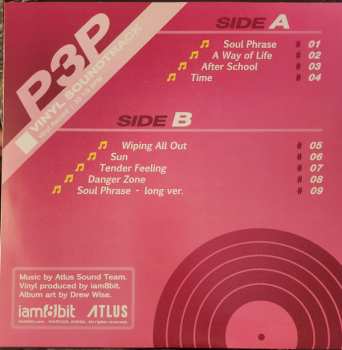 P3P
VINYL SOUNDTRACK
SIDE A
Soul Phrase # 01
A Way of Life # 02
After School # 03
Time # 04
SIDE B
Wiping All Out # 05
Sun # 06
Tender Feeling # 07
Danger Zone # 08
Soul Phrase - long ver. # 09
Music by Atlus Sound Team.
Vinyl produced by iam8bit.
Album art by Drew Wise.
iam8bit ATLUS